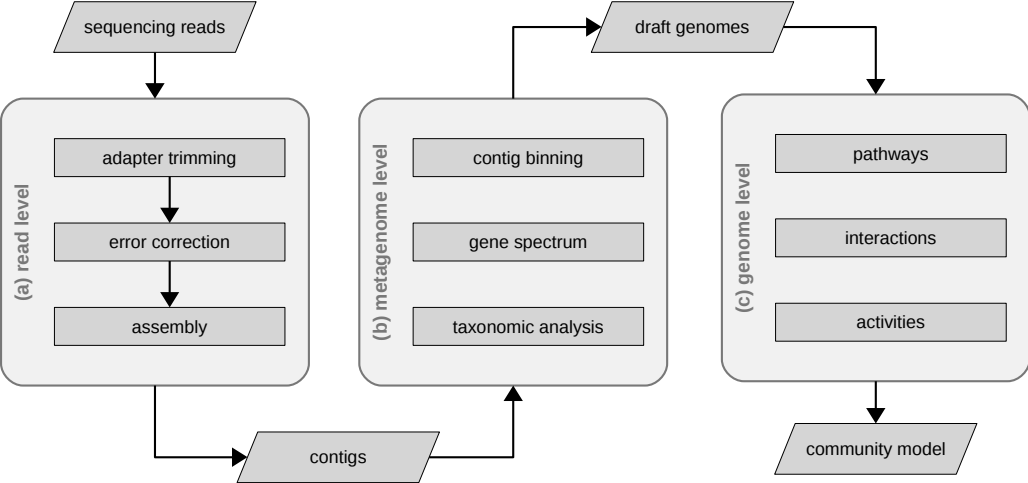 sequencing reads
(a) read level
adapter trimming
error correction
assembly
contigs
(b) metagenome level
contig binning
gene spectrum
taxonomic analysis
draft genomes
(c) genome level
pathways
interactions
activities
community model